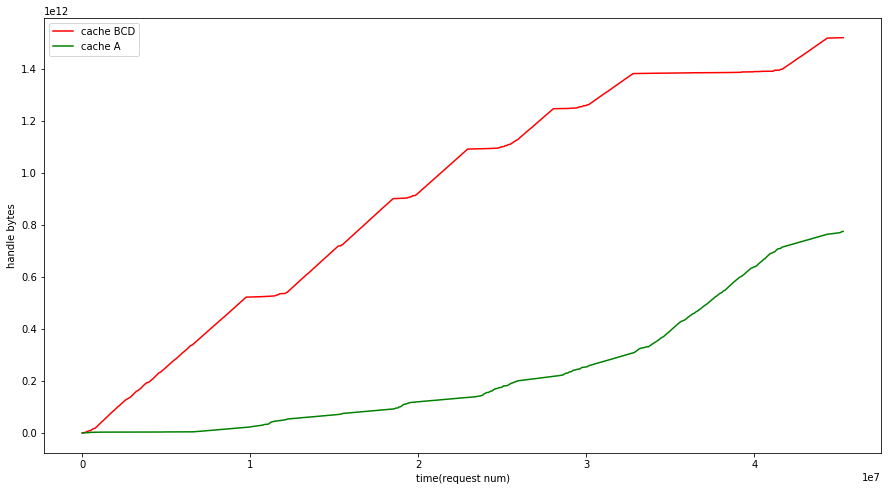 1e12
cache BCD
cache A
1.4
1.2
1.0
0.8
0.6
0.4
0.2
0.0
handle bytes
0 1 2 3 4
time(request num)
1e7